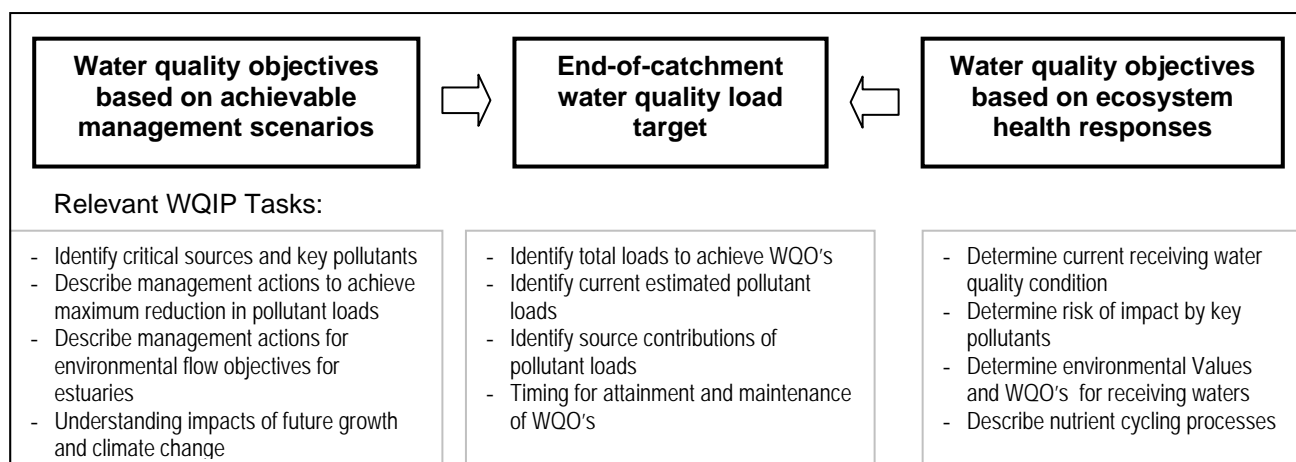 Water quality objectives
based on achievable
management scenarios
End-of-catchment
water quality load
target
Water quality objectives
based on ecosystem
health responses
Relevant WQIP Tasks:
- Identify critical sources and key pollutants
- Describe management actions to achieve
maximum reduction in pollutant loads
- Describe management actions for
environmental flow objectives for
estuaries
- Understanding impacts of future growth
and climate change
- Identify total loads to achieve WQO's
- Identify current estimated pollutant
loads
- Identify source contributions of
pollutant loads
- Timing for attainment and maintenance
of WQO's
- Determine current receiving water
quality condition
- Determine risk of impact by key
pollutants
- Determine environmental Values
and WQO's for receiving waters
- Describe nutrient cycling processes